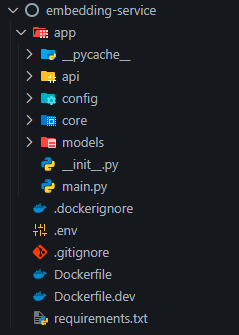 embedding-service
app
__pycache__
api
config
core
models
__init__.py
main.py
.dockerignore
.env
.gitignore
Dockerfile
Dockerfile.dev
requirements.txt